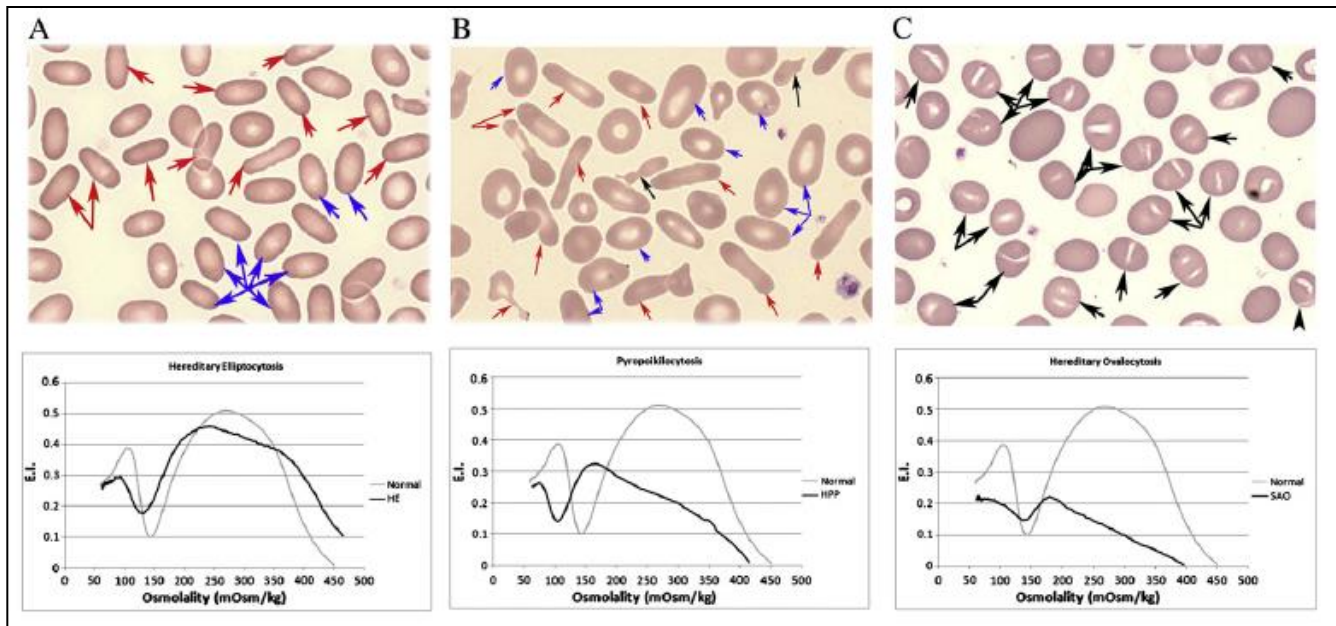 A
B
C
Hereditary Elliptocytosis
0.6
0.5
0.4
0.3
0.2
0.1
0
E.I.
0 50 100 150 200 250 300 350 400 450 500
Osmolality (mOsm/kg)
Normal
HE
Pyropoikilocytosis
0.6
0.5
0.4
0.3
0.2
0.1
0
E.I.
0 50 100 150 200 250 300 350 400 450 500
Osmolality (mOsm/kg)
Normal
HPP
Hereditary Ovalocytosis
0.6
0.5
0.4
0.3
0.2
0.1
0
E.I.
0 50 100 150 200 250 300 350 400 450 500
Osmolality (mOsm/kg)
Normal
SAO